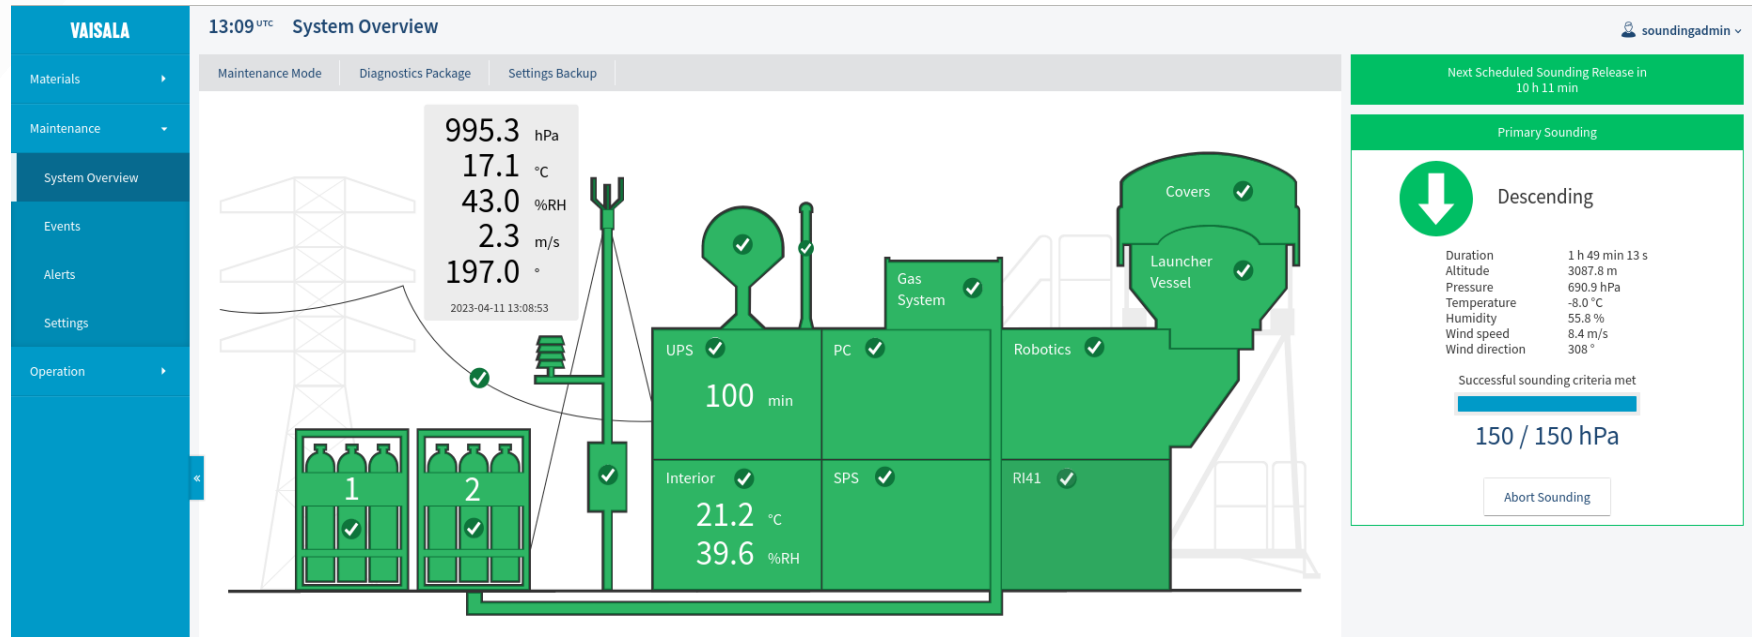 VAISALA
13:09 UTC System Overview
soundingadmin
Materials
Maintenance
System Overview
Events
Alerts
Settings
Operation
Maintenance Mode
Diagnostics Package
Settings Backup
995.3 hPa
17.1 °C
43.0 %RH
2.3 m/s
197.0 °
2023-04-11 13:08:53
Covers
Launcher
Vessel
Gas
System
UPS
100 min
PC
Robotics
1
2
Interior
21.2 °C
39.6 %RH
SPS
RI41
Next Scheduled Sounding Release in
10 h 11 min
Primary Sounding
Descending
Duration 1 h 49 min 13 s
Altitude 3087.8 m
Pressure 690.9 hPa
Temperature -8.0 °C
Humidity 55.8 %
Wind speed 8.4 m/s
Wind direction 308 °
Successful sounding criteria met
150 / 150 hPa
Abort Sounding